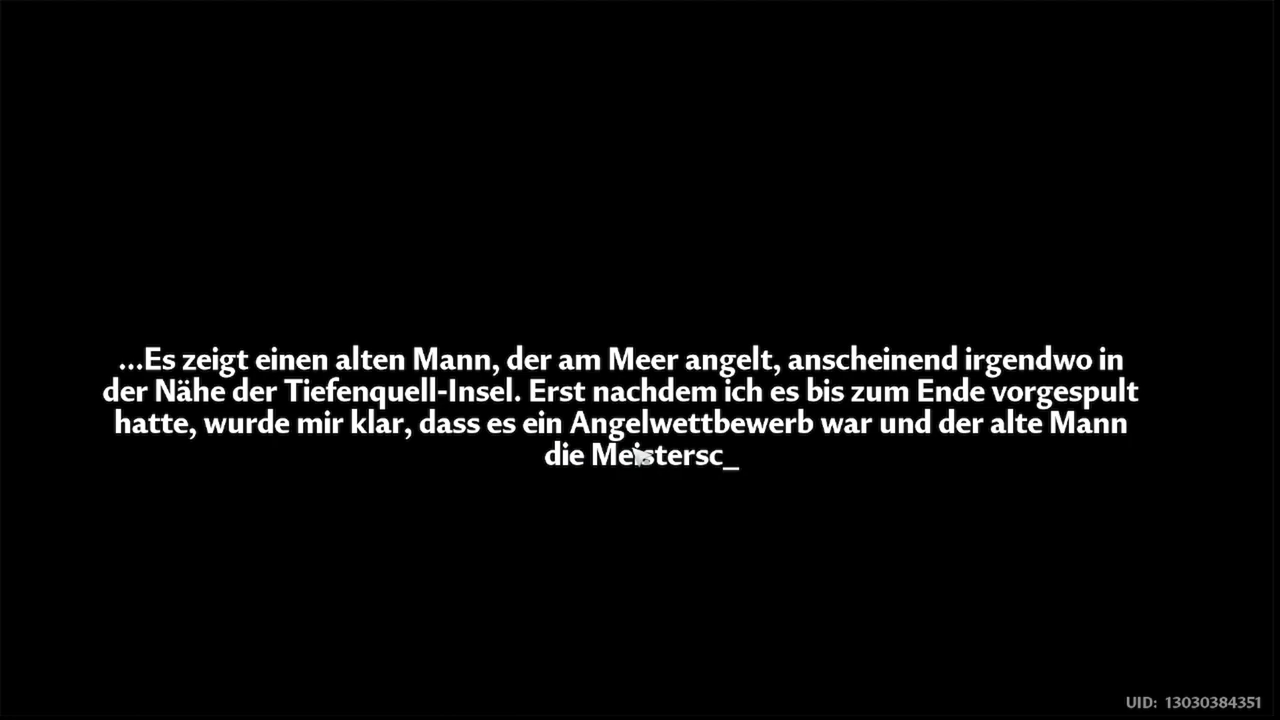 ...Es zeigt einen alten Mann, der am Meer angelt, anscheinend irgendwo in
der Nähe der Tiefenquell-Insel. Erst nachdem ich es bis zum Ende vorgespult
hatte, wurde mir klar, dass es ein Angelwettbewerb war und der alte Mann
die Meistersc_
UID: 13030384351